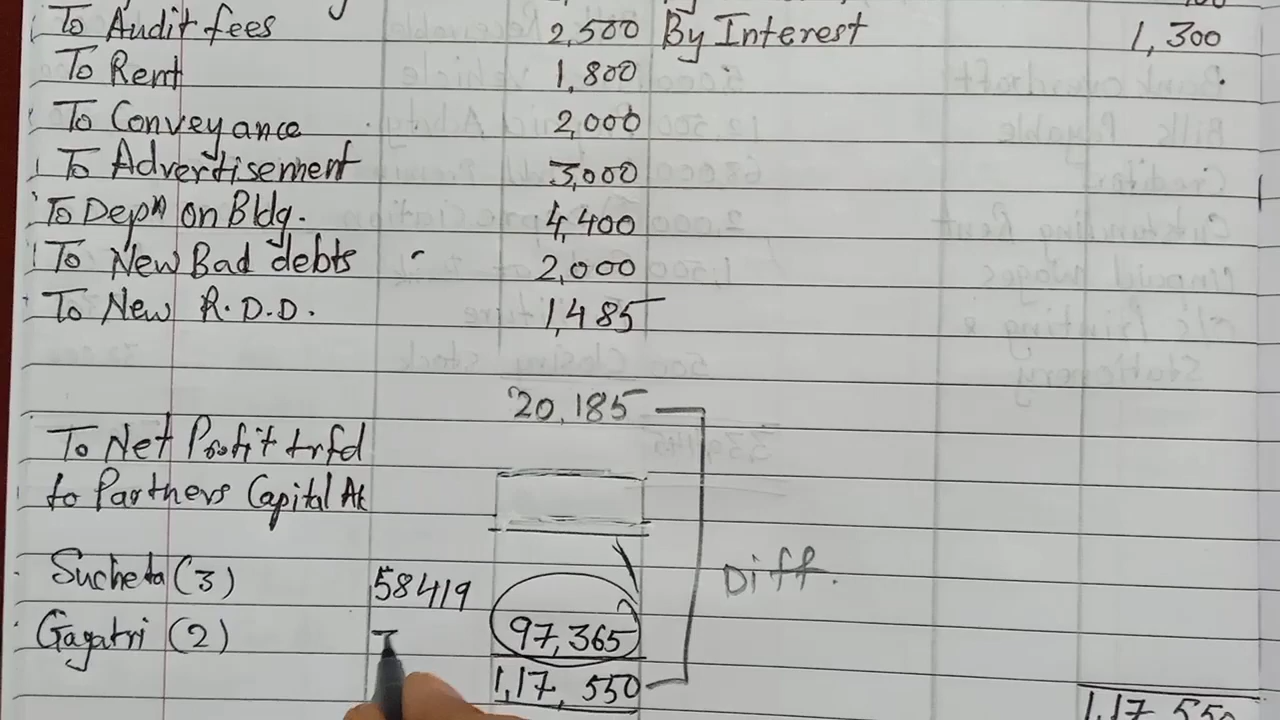 To Audit fees 2,500 By Interest 1,300
To Rent 1,800
To Conveyance 2,000
To Advertisement 3,000
To Depn on Bldg. 4,400
To New Bad debts 2,000
To New R.D.D. 1,485
20,185
To Net Profit trfd
to Partners Capital Ac
Diff.
Sucheta (3) 58419
Gayatri (2) 97,365
1,17,550 1,17,550